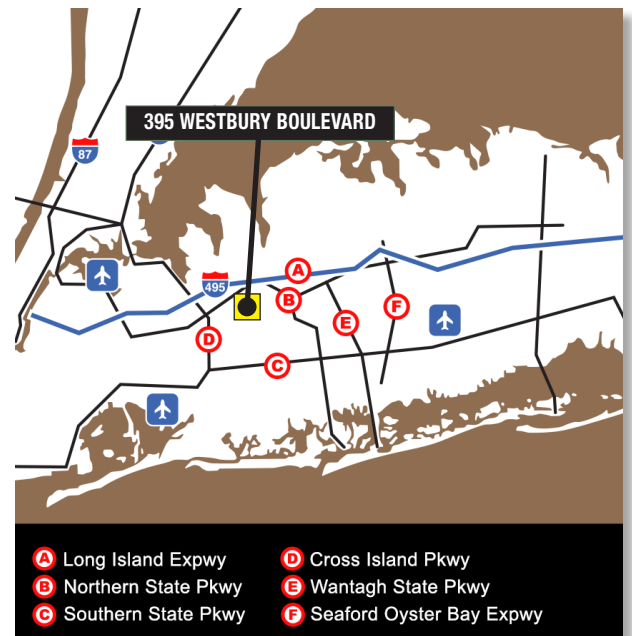 395 WESTBURY BOULEVARD
87
495
A
B
F
E
D
C
A Long Island Expwy
B Northern State Pkwy
C Southern State Pkwy
D Cross Island Pkwy
E Wantagh State Pkwy
F Seaford Oyster Bay Expwy